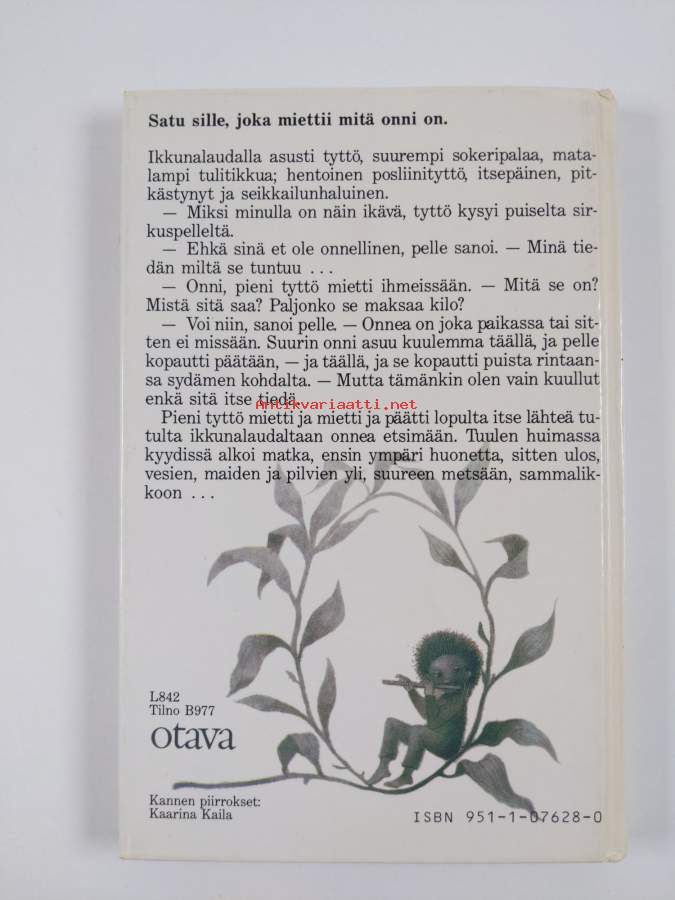 Satu sille, joka miettii mitä onni on.
Ikkunalaudalla asusti tyttö, suurempi sokeripalaa, mata-
lampi tulitikkua; hentoinen posliinityttö, itsepäinen, pit-
kästynyt ja seikkailunhaluinen.
— Miksi minulla on näin ikävä, tyttö kysyi puiselta sir-
kuspelleltä.
— Ehkä sinä et ole onnellinen, pelle sanoi. — Minä tie-
dän miltä se tuntuu ...
— Onni, pieni tyttö mietti ihmeissään. — Mitä se on?
Mistä sitä saa? Paljonko se maksaa kilo?
— Voi niin, sanoi pelle. — Onnea on joka paikassa tai sit-
ten ei missään. Suurin onni asuu kuulemma täällä, ja pelle
kopautti päätään, — ja täällä, ja se kopautti puista rintaan-
sa sydämen kohdalta. — Mutta tämänkin olen vain kuullut
enkä sitä itse tiedä.
Antikvariaatti.net
Pieni tyttö mietti ja mietti ja päätti lopulta itse lähteä tu-
tulta ikkunalaudaltaan onnea etsimään. Tuulen huimassa
kyydissä alkoi matka, ensin ympäri huonetta, sitten ulos,
vesien, maiden ja pilvien yli, suureen metsään, sammalik-
koon ...
L842
Tilno B977
otava
Kannen piirrokset:
Kaarina Kaila
ISBN 951-1-07628-0